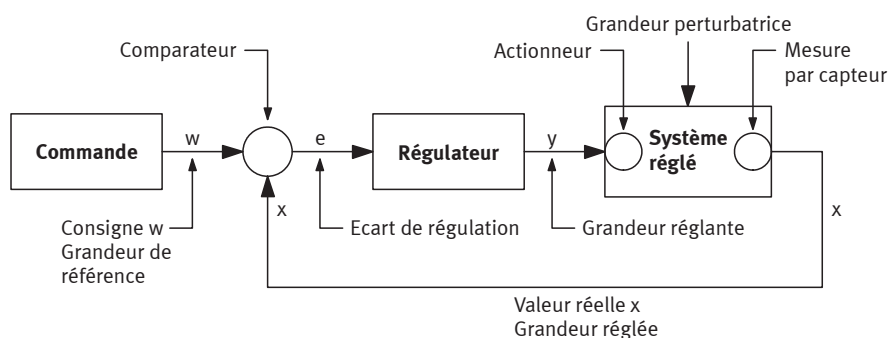 Grandeur perturbatrice
Comparateur
Actionneur
Mesure
par capteur
Commande
w
e
Régulateur
y
Système
réglé
x
x
Consigne w
Grandeur de
référence
Ecart de régulation
Grandeur réglante
Valeur réelle x
Grandeur réglée